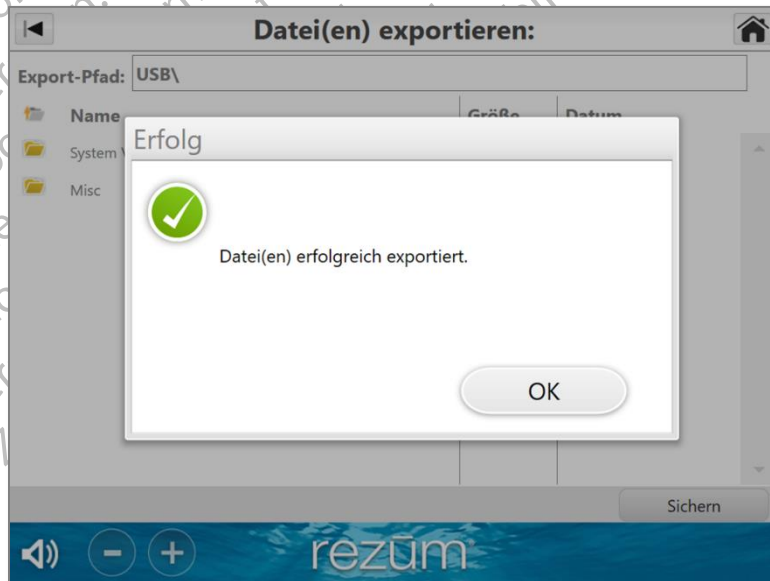 Datei(en) exportieren:
Export-Pfad: USB\
Name Größe Datum
System
Misc
Erfolg
Datei(en) erfolgreich exportiert.
OK
Sichern
rezūm